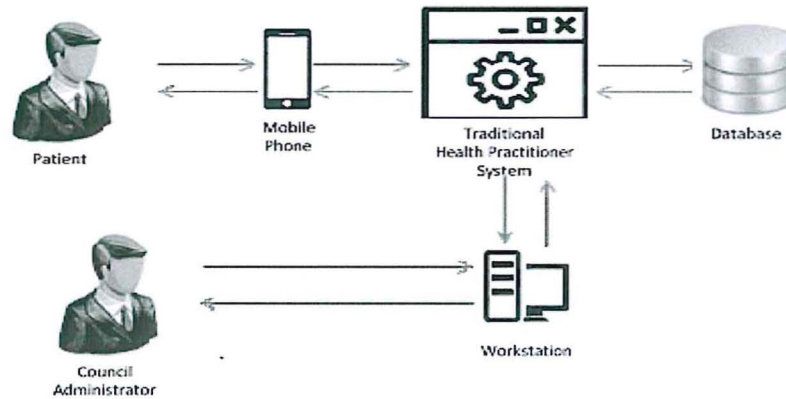 Patient
Mobile
Phone
Traditional
Health Practitioner
System
Database
Council
Administrator
Workstation